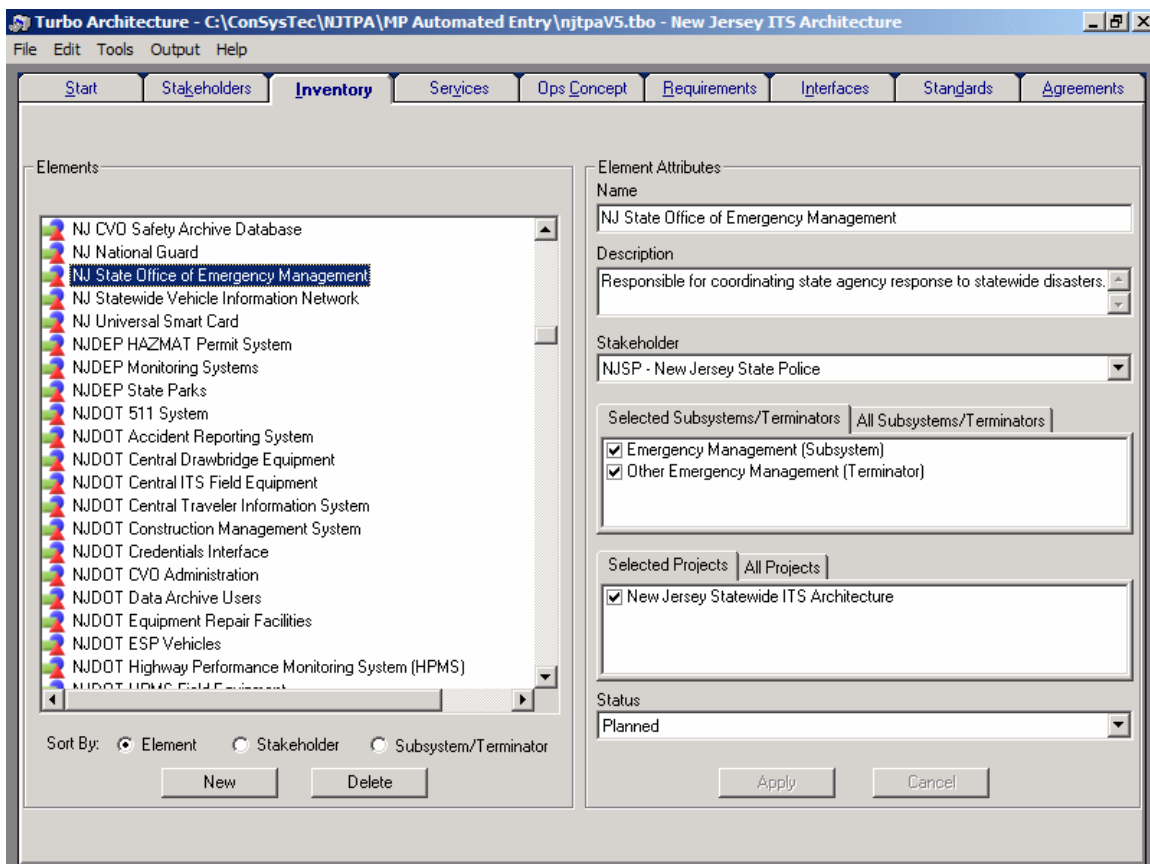 Turbo Architecture - C:\ConSysTec\NJTPA\MP Automated Entry\njtpaV5.tbo - New Jersey ITS Architecture
File Edit Tools Output Help
Start Stakeholders Inventory Services Ops Concept Requirements Interfaces Standards Agreements
Elements
NJ CVO Safety Archive Database
NJ National Guard
NJ State Office of Emergency Management
NJ Statewide Vehicle Information Network
NJ Universal Smart Card
NJDEP HAZMAT Permit System
NJDEP Monitoring Systems
NJDEP State Parks
NJDOT 511 System
NJDOT Accident Reporting System
NJDOT Central Drawbridge Equipment
NJDOT Central ITS Field Equipment
NJDOT Central Traveler Information System
NJDOT Construction Management System
NJDOT Credentials Interface
NJDOT CVO Administration
NJDOT Data Archive Users
NJDOT Equipment Repair Facilities
NJDOT ESP Vehicles
NJDOT Highway Performance Monitoring System (HPMS)
NJDOT HPMS Field Equipment
Sort By: Element Stakeholder Subsystem/Terminator
New Delete
Element Attributes
Name
NJ State Office of Emergency Management
Description
Responsible for coordinating state agency response to statewide disasters.
Stakeholder
NJSP - New Jersey State Police
Selected Subsystems/Terminators All Subsystems/Terminators
Emergency Management (Subsystem)
Other Emergency Management (Terminator)
Selected Projects All Projects
New Jersey Statewide ITS Architecture
Status
Planned
Apply Cancel